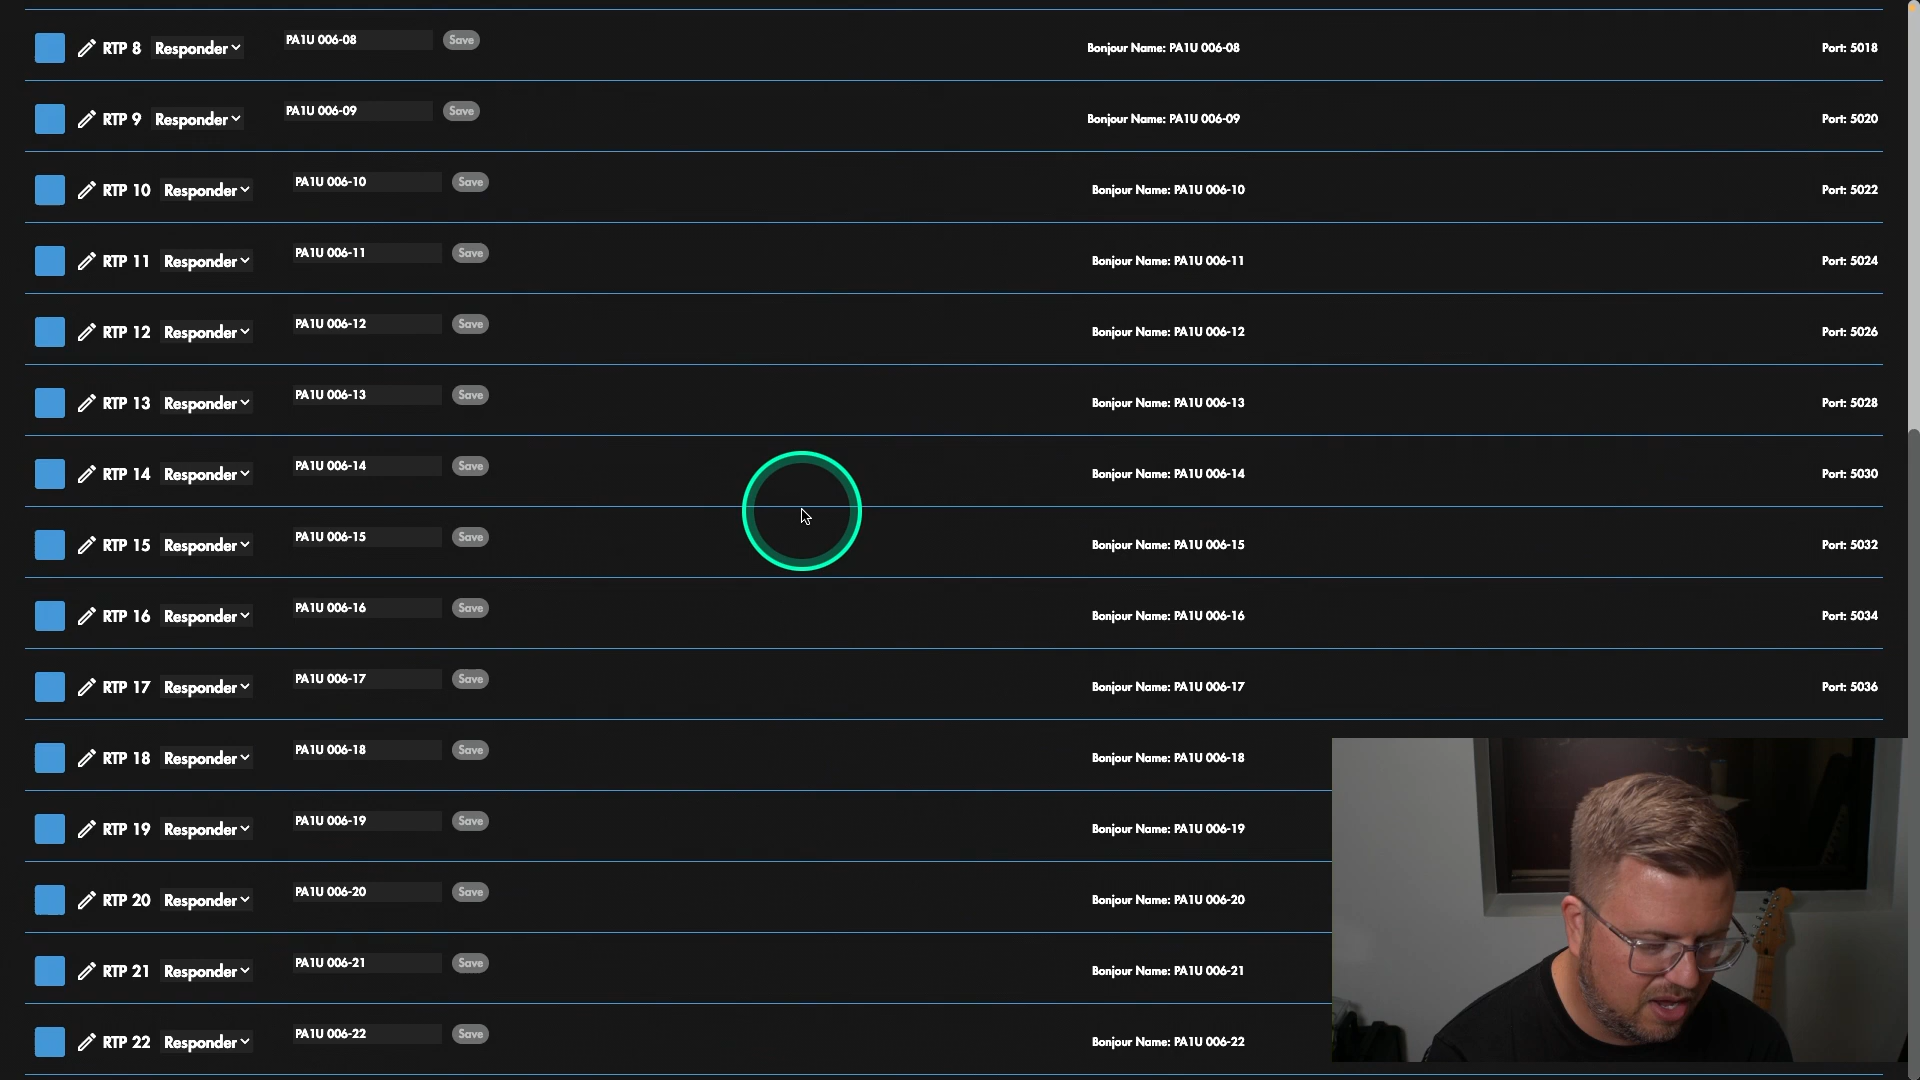 RTP 8 Responder PA1U 006-08 Save Bonjour Name: PA1U 006-08 Port: 5018
RTP 9 Responder PA1U 006-09 Save Bonjour Name: PA1U 006-09 Port: 5020
RTP 10 Responder PA1U 006-10 Save Bonjour Name: PA1U 006-10 Port: 5022
RTP 11 Responder PA1U 006-11 Save Bonjour Name: PA1U 006-11 Port: 5024
RTP 12 Responder PA1U 006-12 Save Bonjour Name: PA1U 006-12 Port: 5026
RTP 13 Responder PA1U 006-13 Save Bonjour Name: PA1U 006-13 Port: 5028
RTP 14 Responder PA1U 006-14 Save Bonjour Name: PA1U 006-14 Port: 5030
RTP 15 Responder PA1U 006-15 Save Bonjour Name: PA1U 006-15 Port: 5032
RTP 16 Responder PA1U 006-16 Save Bonjour Name: PA1U 006-16 Port: 5034
RTP 17 Responder PA1U 006-17 Save Bonjour Name: PA1U 006-17 Port: 5036
RTP 18 Responder PA1U 006-18 Save Bonjour Name: PA1U 006-18
RTP 19 Responder PA1U 006-19 Save Bonjour Name: PA1U 006-19
RTP 20 Responder PA1U 006-20 Save Bonjour Name: PA1U 006-20
RTP 21 Responder PA1U 006-21 Save Bonjour Name: PA1U 006-21
RTP 22 Responder PA1U 006-22 Save Bonjour Name: PA1U 006-22